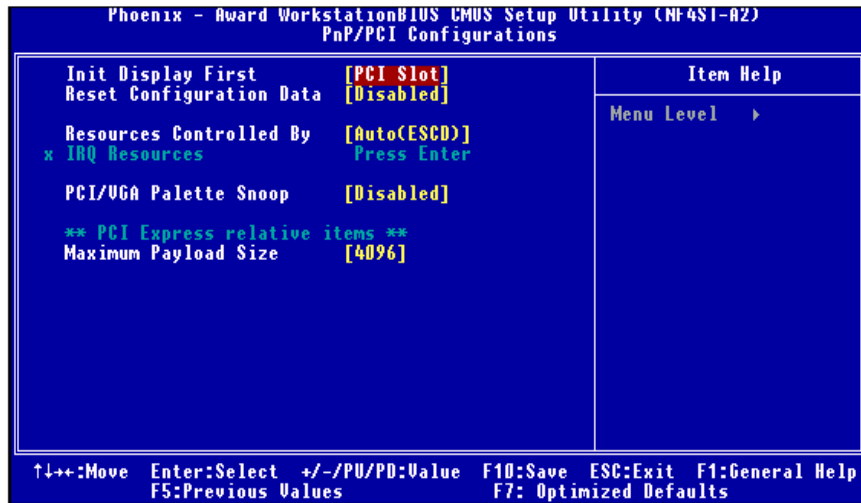 Phoenix - Award WorkstationBIOS CMOS Setup Utility (NF4ST-A2)
PnP/PCI Configurations
Init Display First [PCI Slot]
Reset Configuration Data [Disabled]
Resources Controlled By [Auto(ESCD)]
x IRQ Resources Press Enter
PCI/VGA Palette Snoop [Disabled]
** PCI Express relative items **
Maximum Payload Size [4096]
Item Help
Menu Level ▸
↑↓→←:Move Enter:Select +/-/PU/PD:Value F10:Save ESC:Exit F1:General Help
F5:Previous Values F7: Optimized Defaults